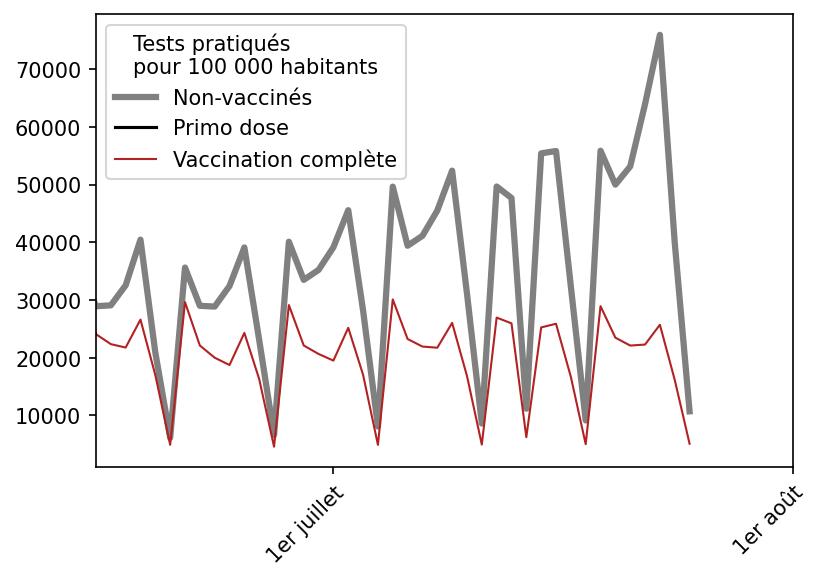 Tests pratiqués
pour 100 000 habitants
Non-vaccinés
Primo dose
Vaccination complète
70000
60000
50000
40000
30000
20000
10000
1er juillet
1er août